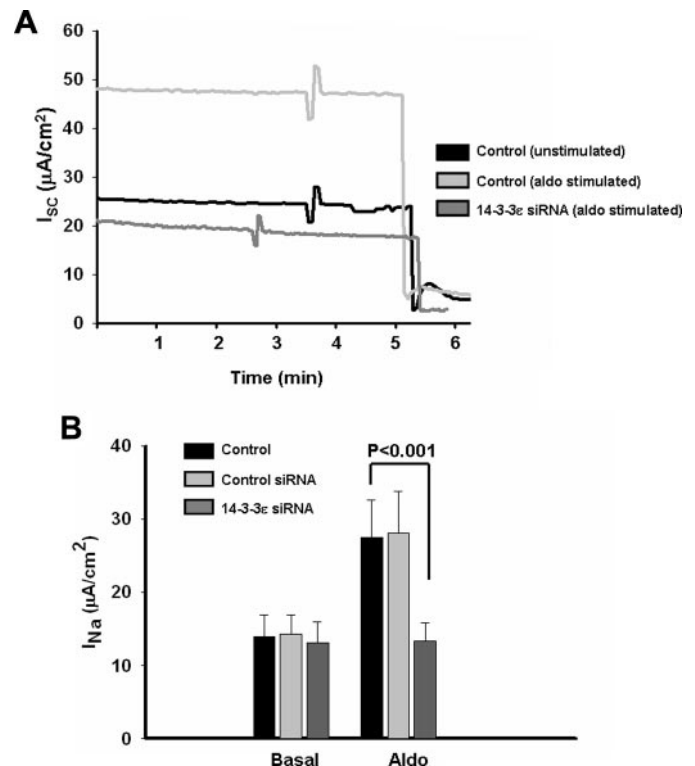 A
60
50
40
30
20
10
0
I_SC (μA/cm²)
1 2 3 4 5 6
Time (min)
Control (unstimulated)
Control (aldo stimulated)
14-3-3ε siRNA (aldo stimulated)
B
40
30
20
10
0
I_Na (μA/cm²)
Control
Control siRNA
14-3-3ε siRNA
P<0.001
Basal Aldo